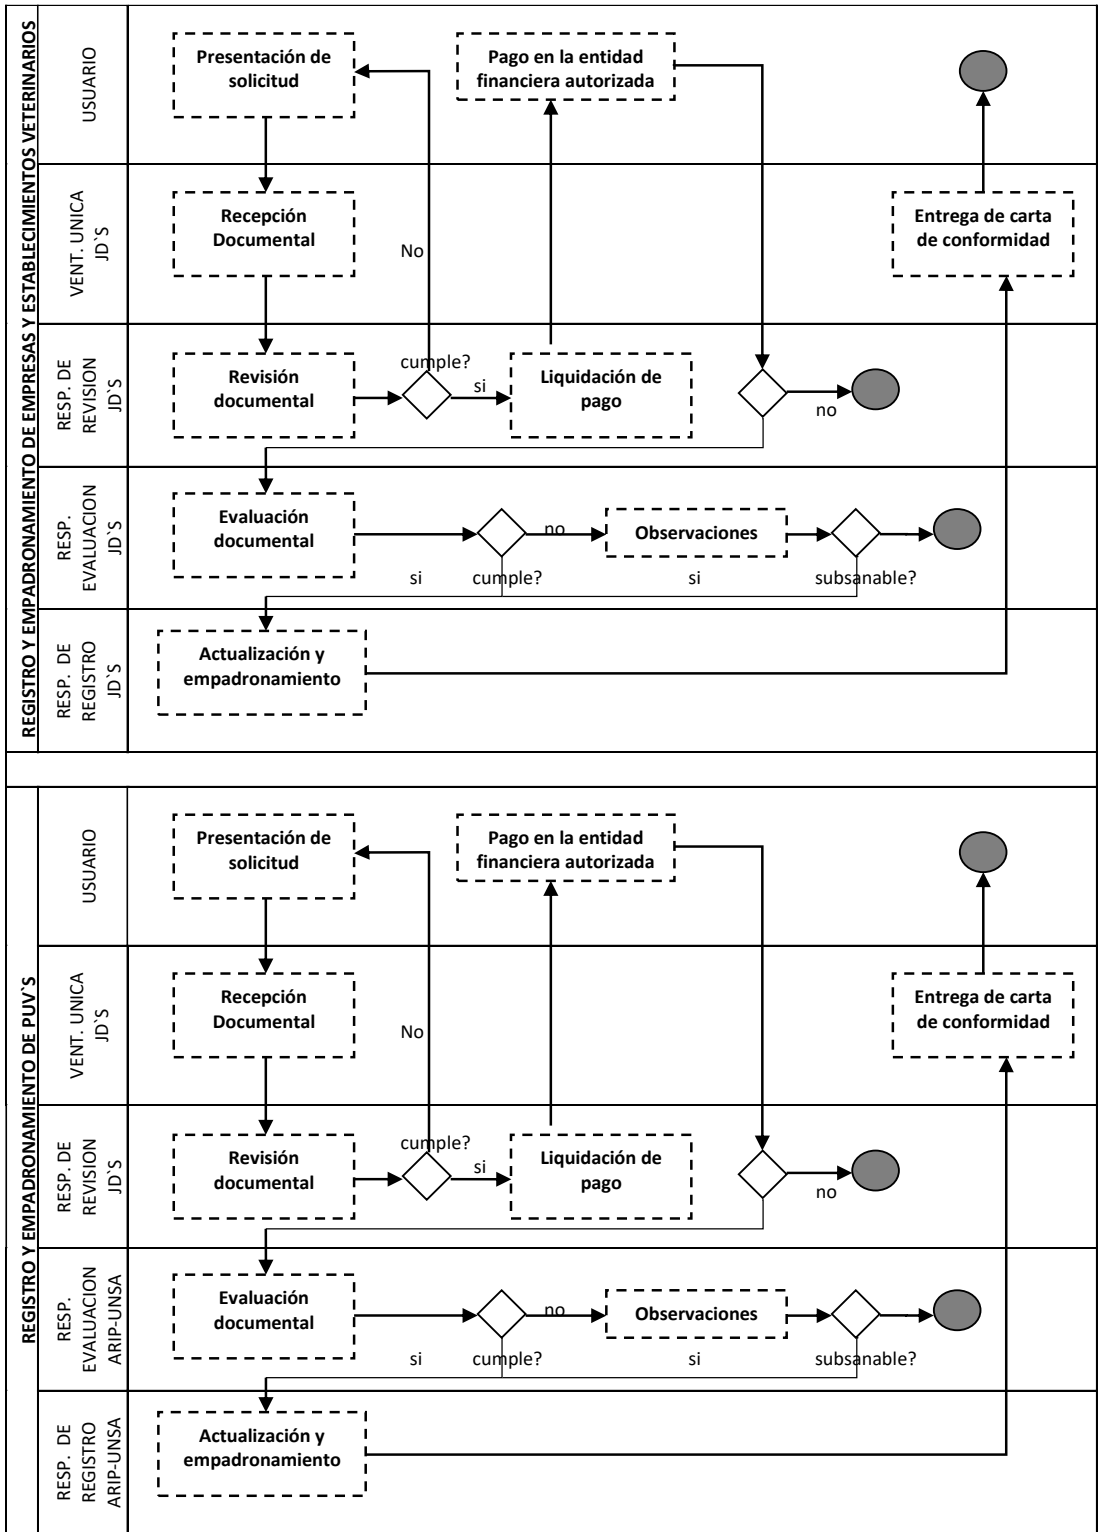 REGISTRO Y EMPADRONAMIENTO DE EMPRESAS Y ESTABLECIMIENTOS VETERINARIOS
USUARIO
Presentación de
solicitud
Pago en la entidad
financiera autorizada
VENT. UNICA
JD`S
Recepción
Documental
No
Entrega de carta
de conformidad
RESP. DE
REVISION
JD`S
Revisión
documental
cumple?
si
Liquidación de
pago
no
RESP.
EVALUACION
JD`S
Evaluación
documental
no
Observaciones
si
cumple?
si
subsanable?
RESP. DE
REGISTRO
JD`S
Actualización y
empadronamiento
REGISTRO Y EMPADRONAMIENTO DE PUV`S
USUARIO
Presentación de
solicitud
Pago en la entidad
financiera autorizada
VENT. UNICA
JD`S
Recepción
Documental
No
Entrega de carta
de conformidad
RESP. DE
REVISION
JD`S
Revisión
documental
cumple?
si
Liquidación de
pago
no
RESP.
EVALUACION
ARIP-UNSA
Evaluación
documental
no
Observaciones
si
cumple?
si
subsanable?
RESP. DE
REGISTRO
ARIP-UNSA
Actualización y
empadronamiento